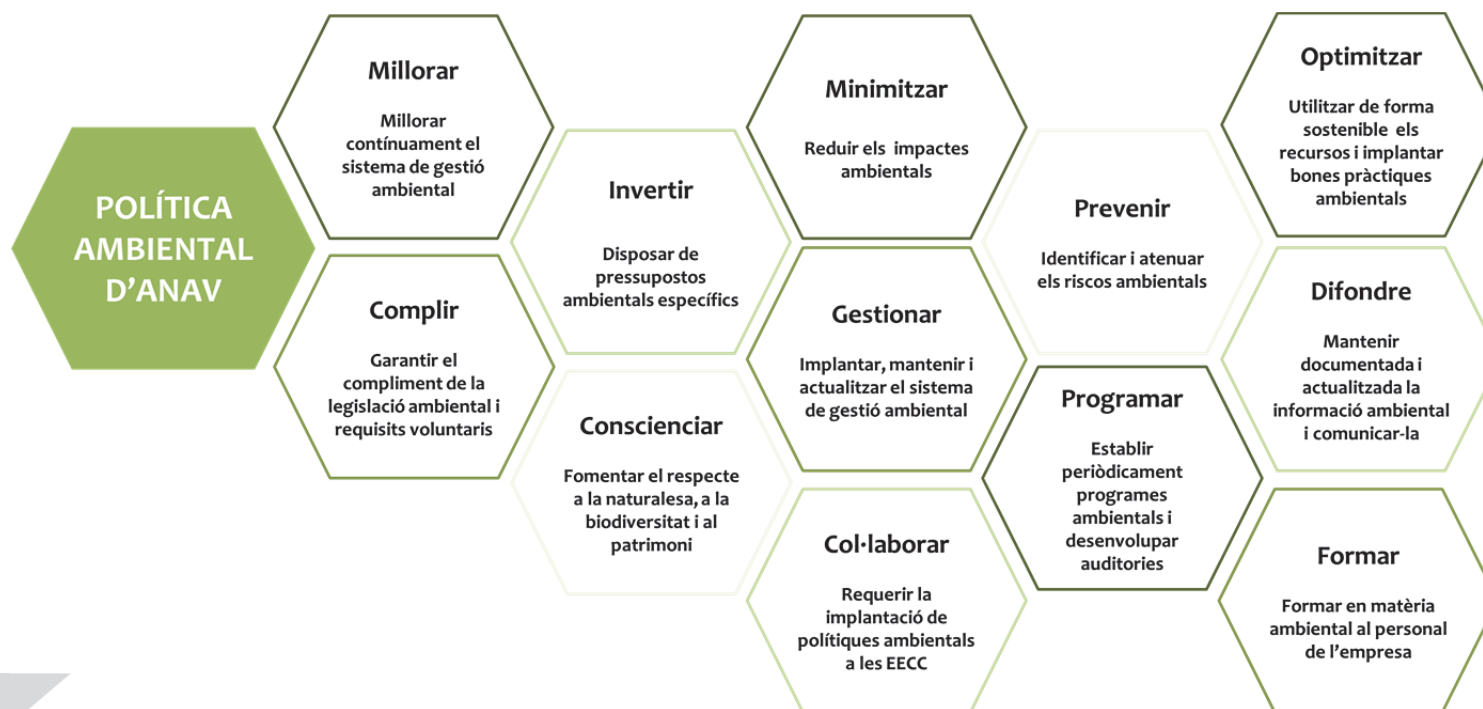 POLÍTICA
AMBIENTAL
D’ANAV
Millorar
Millorar
contínuament el
sistema de gestió
ambiental
Complir
Garantir el
compliment de la
legislació ambiental i
requisits voluntaris
Invertir
Disposar de
pressupostos
ambientals específics
Conscienciar
Fomentar el respecte
a la naturalesa, a la
biodiversitat i al
patrimoni
Minimitzar
Reduir els impactes
ambientals
Gestionar
Implantar, mantenir i
actualitzar el sistema
de gestió ambiental
Col·laborar
Requerir la
implantació de
polítiques ambientals
a les EECC
Prevenir
Identificar i atenuar
els riscos ambientals
Programar
Establir
periòdicament
programes
ambientals i
desenvolupar
auditories
Optimitzar
Utilitzar de forma
sostenible els
recursos i implantar
bones pràctiques
ambientals
Difondre
Mantenir
documentada i
actualitzada la
informació ambiental
i comunicar-la
Formar
Formar en matèria
ambiental al personal
de l’empresa